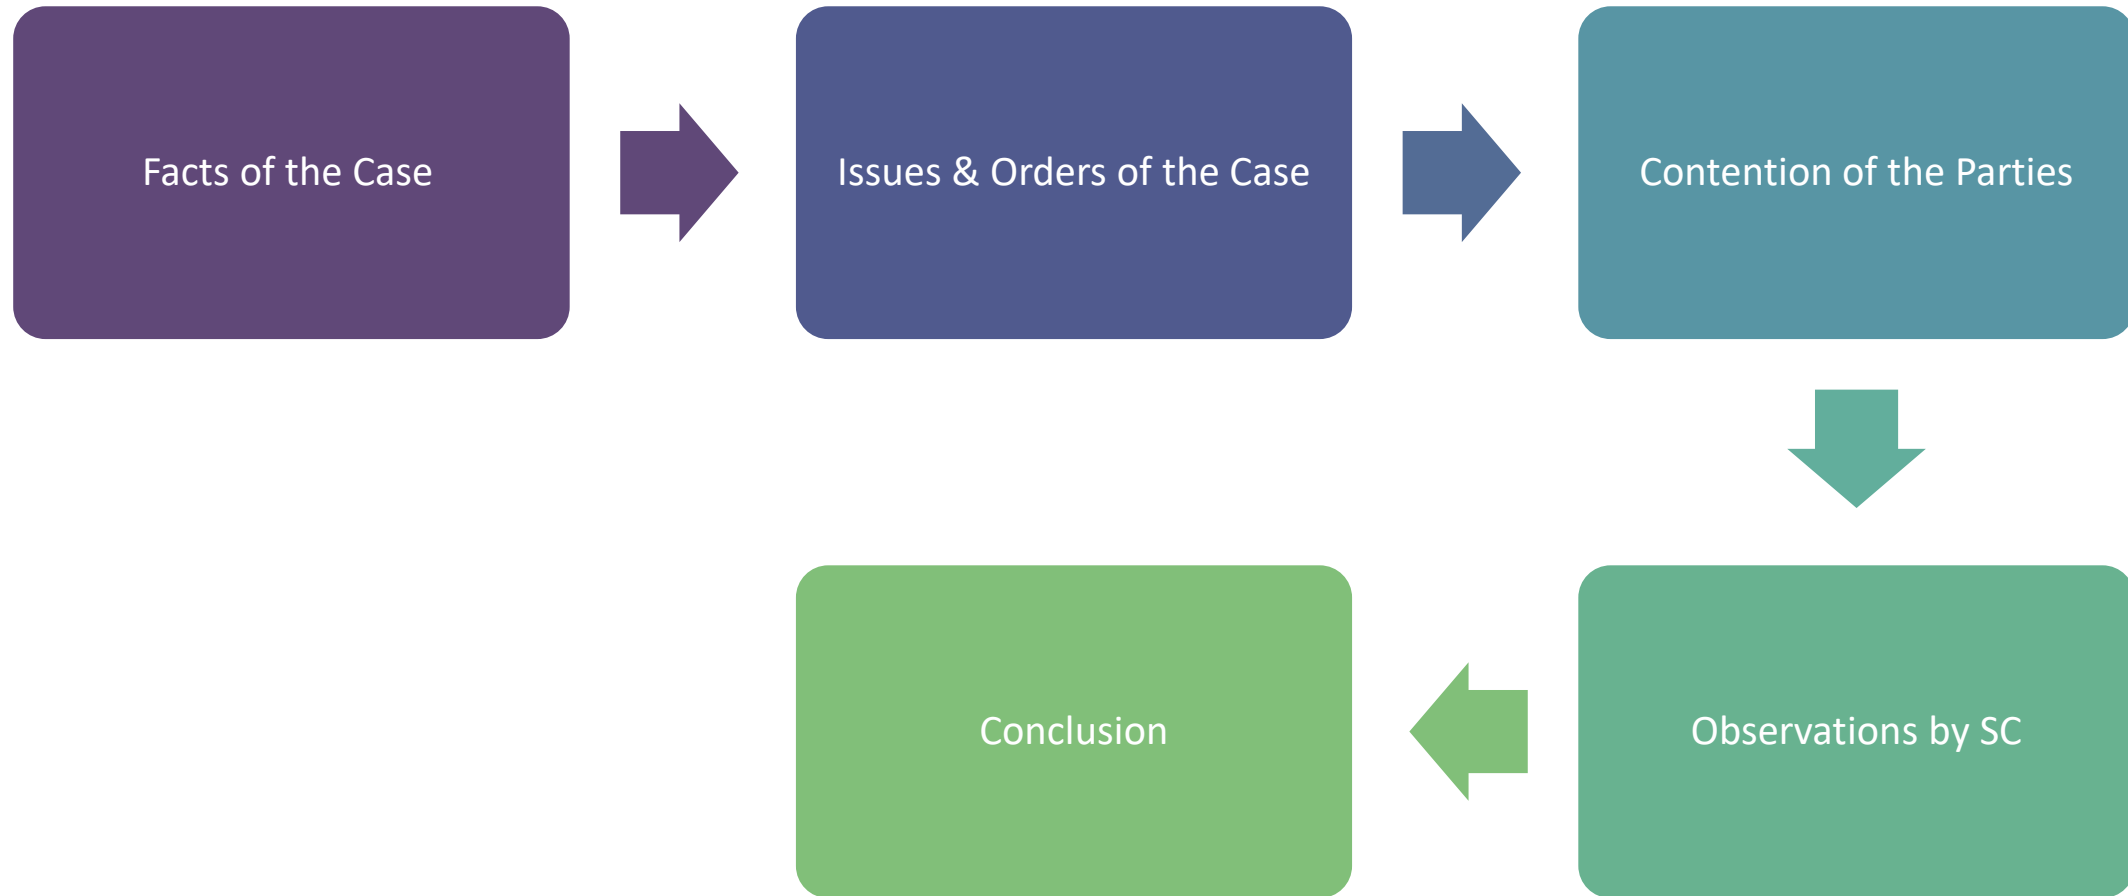 Facts of the Case
Issues & Orders of the Case
Contention of the Parties
Observations by SC
Conclusion